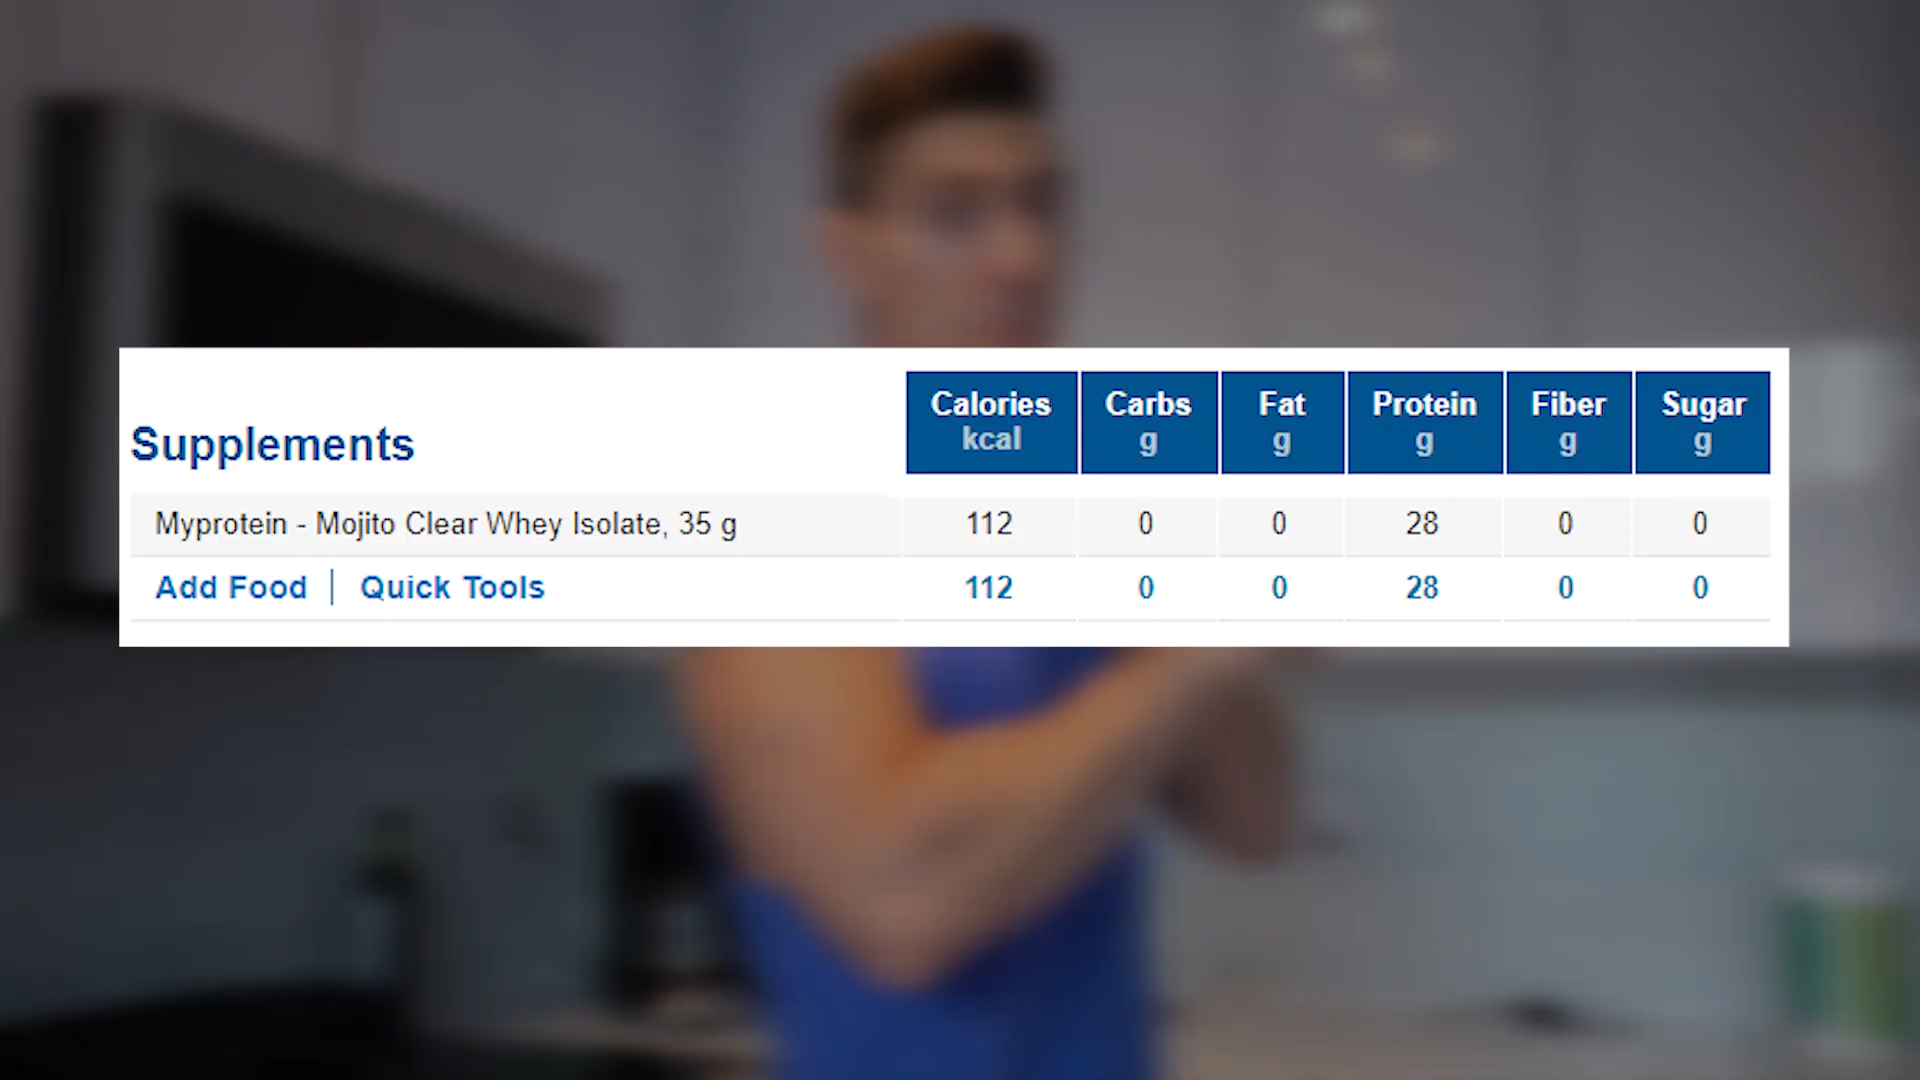 Supplements
Calories Carbs Fat Protein Fiber Sugar
kcal g g g g g
Myprotein - Mojito Clear Whey Isolate, 35 g 112 0 0 28 0 0
Add Food | Quick Tools 112 0 0 28 0 0